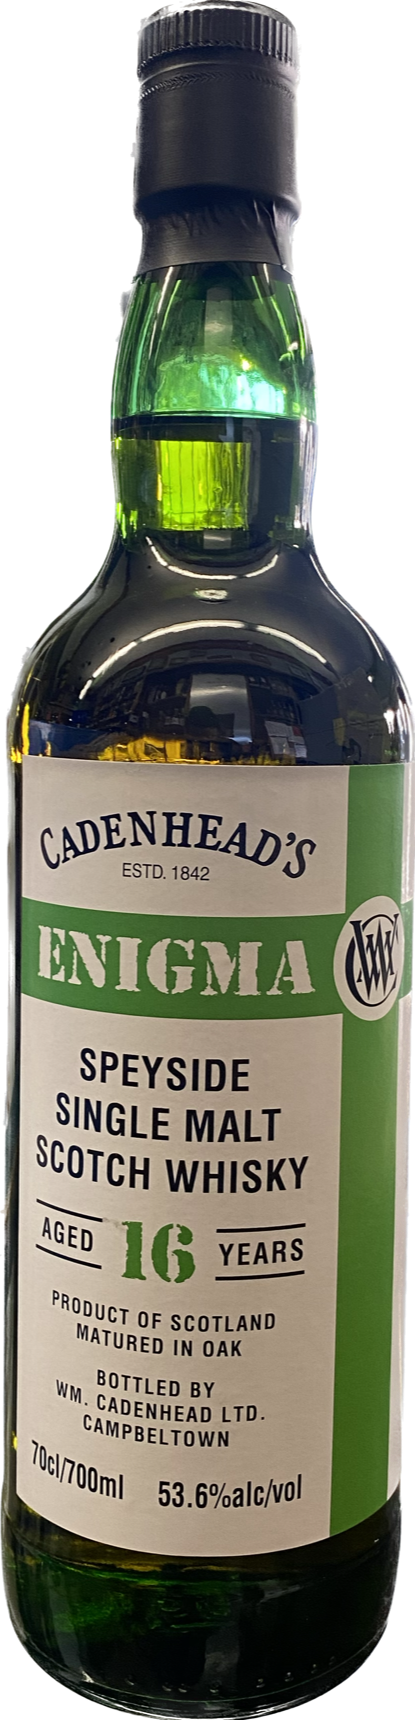 CADENHEAD'S
ESTD. 1842
ENIGMA
SPEYSIDE
SINGLE MALT
SCOTCH WHISKY
AGED 16 YEARS
PRODUCT OF SCOTLAND
MATURED IN OAK
BOTTLED BY
WM. CADENHEAD LTD.
CAMPBELTOWN
70cl/700ml 53.6%alc/vol